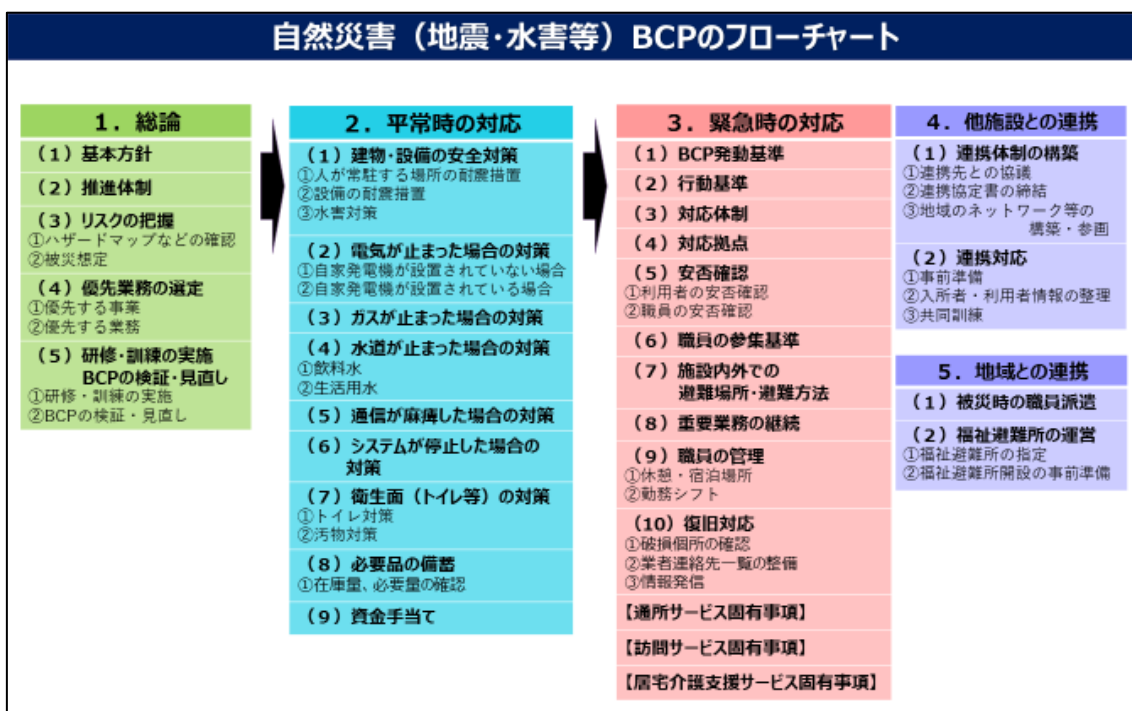 自然災害（地震・水害等）BCPのフローチャート
1．総論
（1）基本方針
（2）推進体制
（3）リスクの把握
①ハザードマップなどの確認
②被災想定
（4）優先業務の選定
①優先する事業
②優先する業務
（5）研修・訓練の実施
BCPの検証・見直し
①研修・訓練の実施
②BCPの検証・見直し
2．平常時の対応
（1）建物・設備の安全対策
①人が常駐する場所の耐震措置
②設備の耐震措置
③水害対策
（2）電気が止まった場合の対策
①自家発電機が設置されていない場合
②自家発電機が設置されている場合
（3）ガスが止まった場合の対策
（4）水道が止まった場合の対策
①飲料水
②生活用水
（5）通信が麻痺した場合の対策
（6）システムが停止した場合の
対策
（7）衛生面（トイレ等）の対策
①トイレ対策
②汚物対策
（8）必要品の備蓄
①在庫量、必要量の確認
（9）資金手当て
3．緊急時の対応
（1）BCP発動基準
（2）行動基準
（3）対応体制
（4）対応拠点
（5）安否確認
①利用者の安否確認
②職員の安否確認
（6）職員の参集基準
（7）施設内外での
避難場所・避難方法
（8）重要業務の継続
（9）職員の管理
①休憩・宿泊場所
②勤務シフト
（10）復旧対応
①破損個所の確認
②業者連絡先一覧の整備
③情報発信
【通所サービス固有事項】
【訪問サービス固有事項】
【居宅介護支援サービス固有事項】
4．他施設との連携
（1）連携体制の構築
①連携先との協議
②連携協定書の締結
③地域のネットワーク等の
構築・参画
（2）連携対応
①事前準備
②入所者・利用者情報の整理
③共同訓練
5．地域との連携
（1）被災時の職員派遣
（2）福祉避難所の運営
①福祉避難所の指定
②福祉避難所開設の事前準備